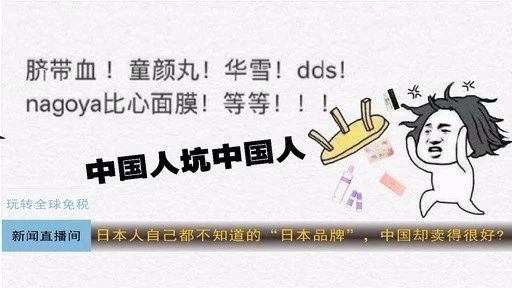 脐带血！童颜丸！华雪！dds！
nagoya比心面膜！等等！！！
中国人坑中国人
玩转全球免税
新闻直播间
日本人自己都不知道的“日本品牌”，中国却卖得很好？